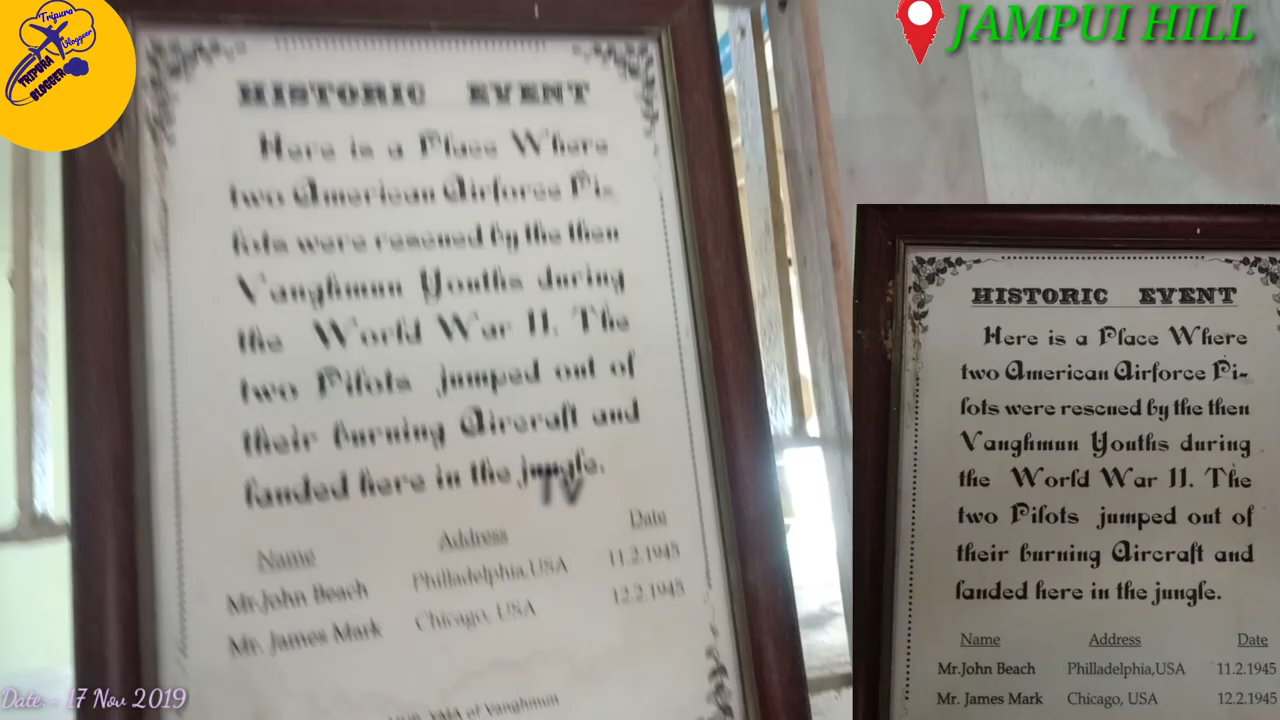 Tripura
Vloggeer
TRIPURA
BLOGGER
JAMPUI HILL
HISTORIC EVENT
Here is a Place Where
two American Airforce Pi-
lots were rescued by the then
Vanghmun Youths during
the World War II. The
two Pilots jumped out of
their burning Aircraft and
landed here in the jungle.
TV
Name Address Date
Mr.John Beach Philladelphia,USA 11.2.1945
Mr. James Mark Chicago, USA 12.2.1945
YMA of Vanghmun
HISTORIC EVENT
Here is a Place Where
two American Airforce Pi-
lots were rescued by the then
Vanghmun Youths during
the World War II. The
two Pilots jumped out of
their burning Aircraft and
landed here in the jungle.
Name Address Date
Mr.John Beach Philladelphia,USA 11.2.1945
Mr. James Mark Chicago, USA 12.2.1945
Date:- 17 Nov 2019